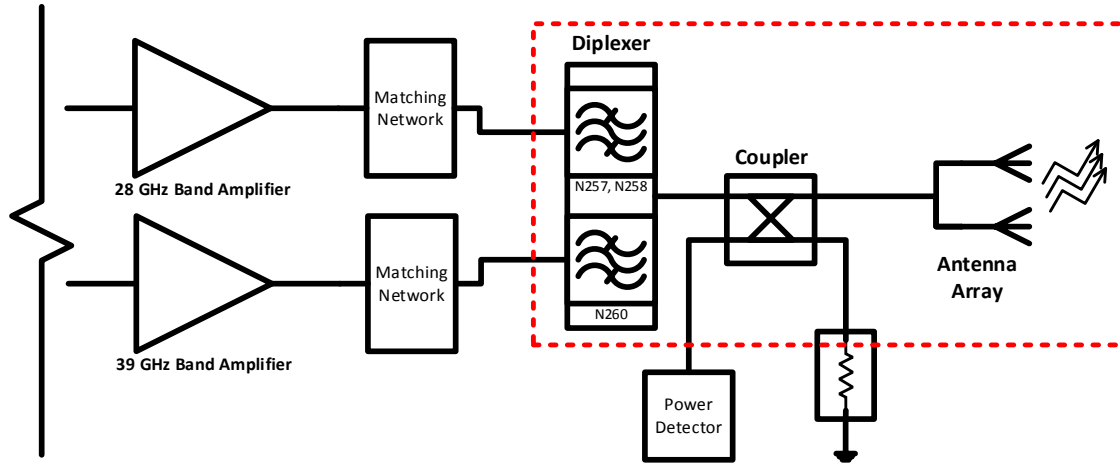 Diplexer
Matching
Network
28 GHz Band Amplifier
N257, N258
Coupler
Matching
Network
39 GHz Band Amplifier
N260
Antenna
Array
Power
Detector